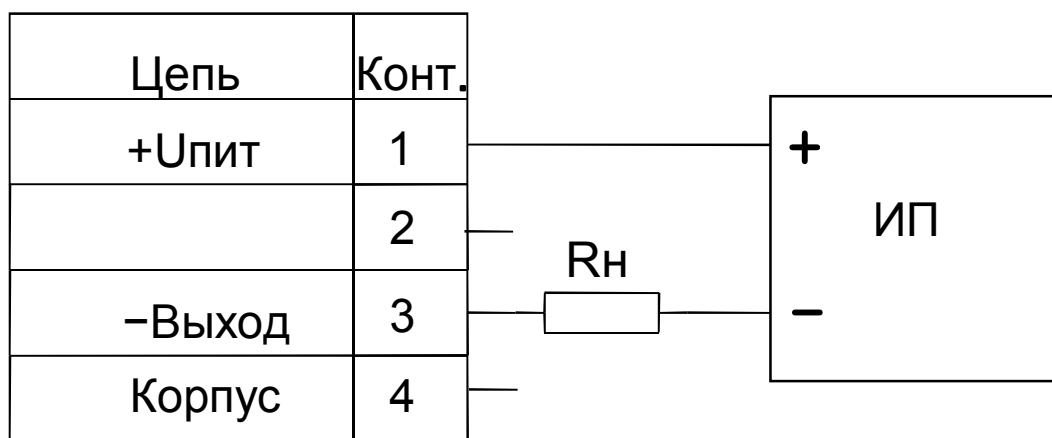 Цепь Конт.
+Uпит 1 +
2 ИП
Rн
−Выход 3 −
Корпус 4